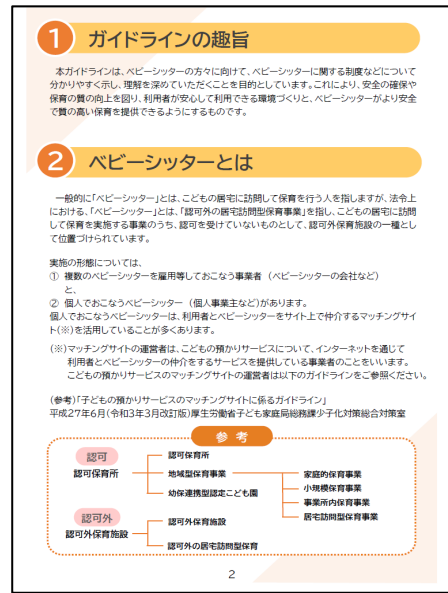 1 ガイドラインの趣旨
本ガイドラインは、ベビーシッターの方々に向けて、ベビーシッターに関する制度などについて
分かりやすく示し、理解を深めていただくことを目的としています。これにより、安全の確保や
保育の質の向上を図り、利用者が安心して利用できる環境づくりと、ベビーシッターがより安全
で質の高い保育を提供できるようにするものです。
2 ベビーシッターとは
一般的に「ベビーシッター」とは、こどもの居宅に訪問して保育を行う人を指しますが、法令上
における、「ベビーシッター」とは、「認可外の居宅訪問型保育事業」を指し、こどもの居宅に訪問
して保育を実施する事業のうち、認可を受けていないものとして、認可外保育施設の一種とし
て位置づけられています。
実施の形態については、
① 複数のベビーシッターを雇用等しておこなう事業者 (ベビーシッターの会社など)
と、
② 個人でおこなうベビーシッター (個人事業主など)があります。
個人でおこなうベビーシッターは、利用者とベビーシッターをサイト上で仲介するマッチングサイ
ト(※)を活用していることが多くあります。
(※)マッチングサイトの運営者は、こどもの預かりサービスについて、インターネットを通じて
利用者とベビーシッターの仲介をするサービスを提供している事業者のことをいいます。
こどもの預かりサービスのマッチングサイトの運営者は以下のガイドラインをご参照ください。
(参考)「子どもの預かりサービスのマッチングサイトに係るガイドライン」
平成27年6月(令和3年3月改訂版)厚生労働省子ども家庭局総務課少子化対策総合対策室
参考
認可
認可保育所
認可保育所
地域型保育事業
幼保連携型認定こども園
家庭的保育事業
小規模保育事業
事業所内保育事業
居宅訪問型保育事業
認可外
認可外保育施設
認可外保育施設
認可外の居宅訪問型保育
2